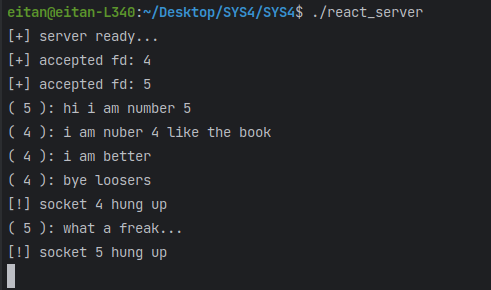 eitan@eitan-L340:~/Desktop/SYS4/SYS4$ ./react_server
[+] server ready...
[+] accepted fd: 4
[+] accepted fd: 5
( 5 ): hi i am number 5
( 4 ): i am nuber 4 like the book
( 4 ): i am better
( 4 ): bye loosers
[!] socket 4 hung up
( 5 ): what a freak...
[!] socket 5 hung up